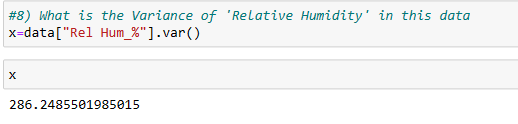 #8) What is the Variance of 'Relative Humidity' in this data
x=data["Rel Hum_%"].var()
x
286.2485501985015